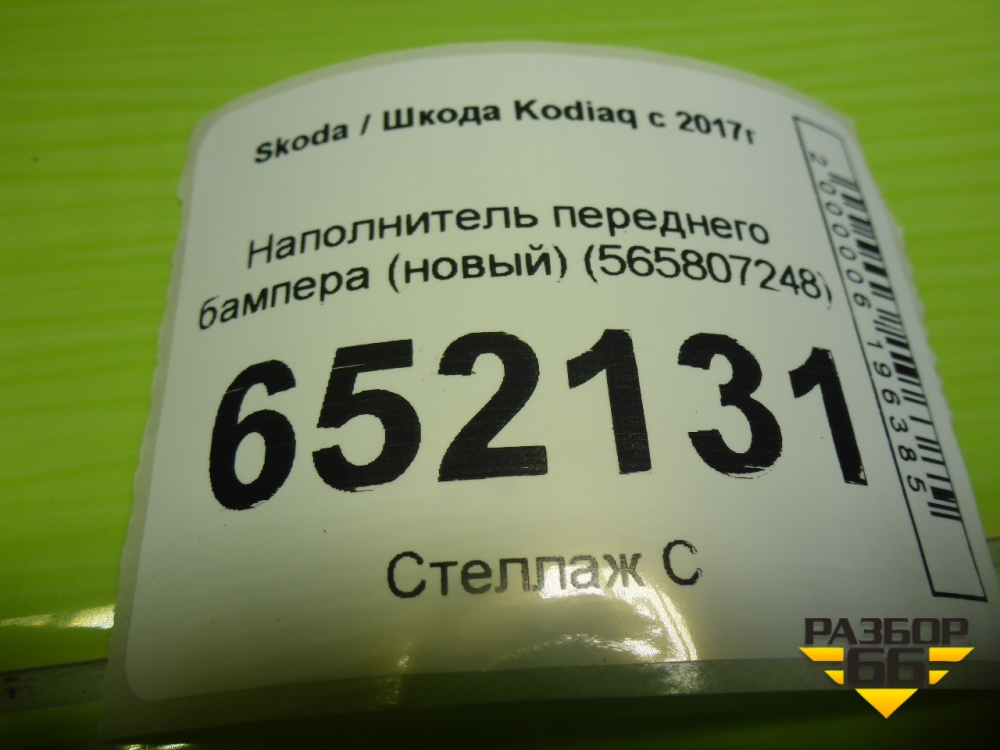 Skoda / Шкода Kodiaq с 2017г
Наполнитель переднего
бампера (новый) (565807248)
652131
Стеллаж С
2000006196385
РАЗБОР
66